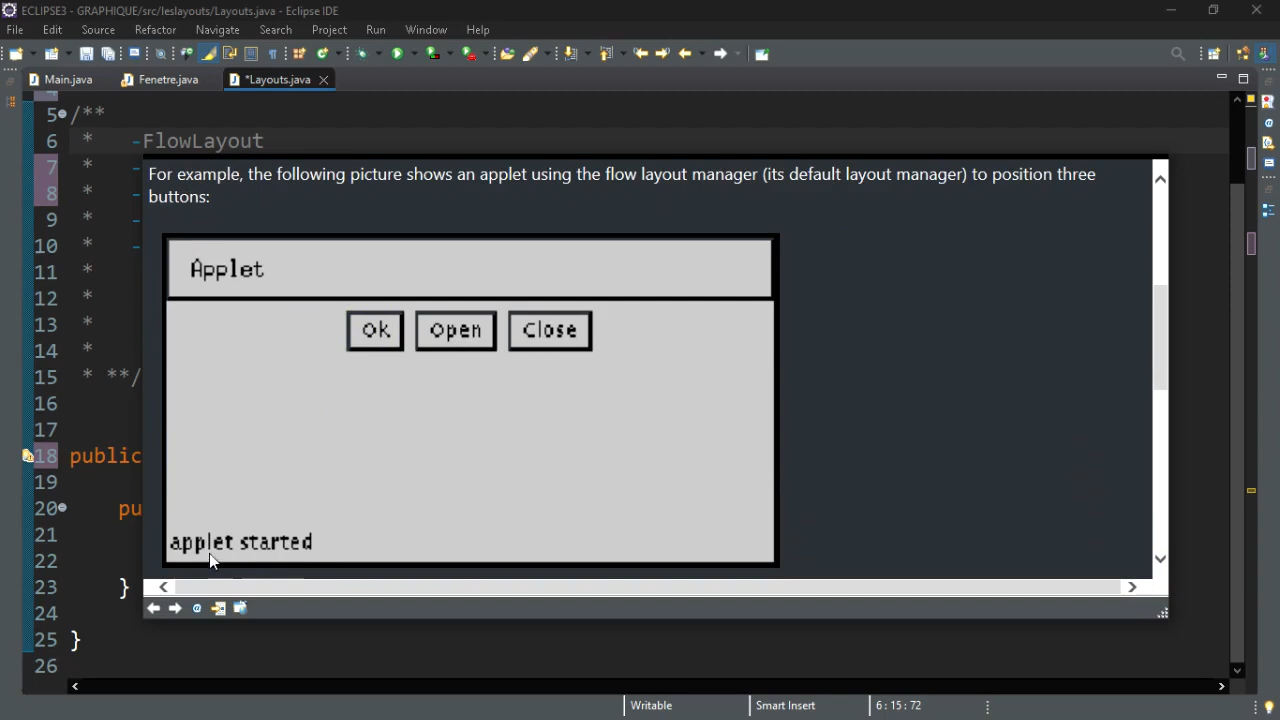 ECLIPSE3 - GRAPHIQUE/src/leslayouts/Layouts.java - Eclipse IDE
File Edit Source Refactor Navigate Search Project Run Window Help
Main.java Fenetre.java *Layouts.java
5 /**
6 * -FlowLayout
7 * -
8 * -
9 * -
10 * -
11 *
12 *
13 *
14 *
15 * **/
16
17
18 public
19
20 pu
21
22
23 }
24
25 }
26
For example, the following picture shows an applet using the flow layout manager (its default layout manager) to position three
buttons:
Applet
Ok Open Close
applet started
Writable Smart Insert 6 : 15 : 72